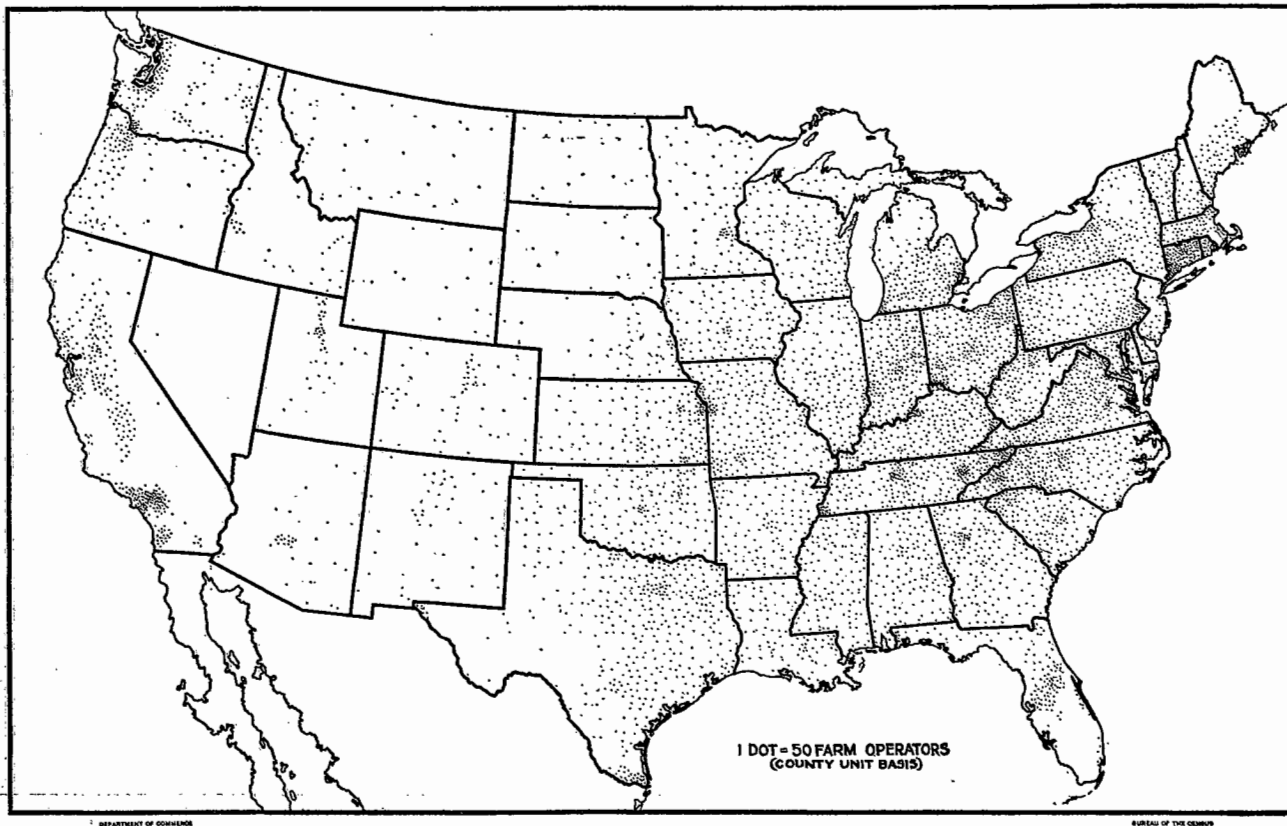 1 DOT = 50 FARM OPERATORS
(COUNTY UNIT BASIS)
DEPARTMENT OF COMMERCE
BUREAU OF THE CENSUS